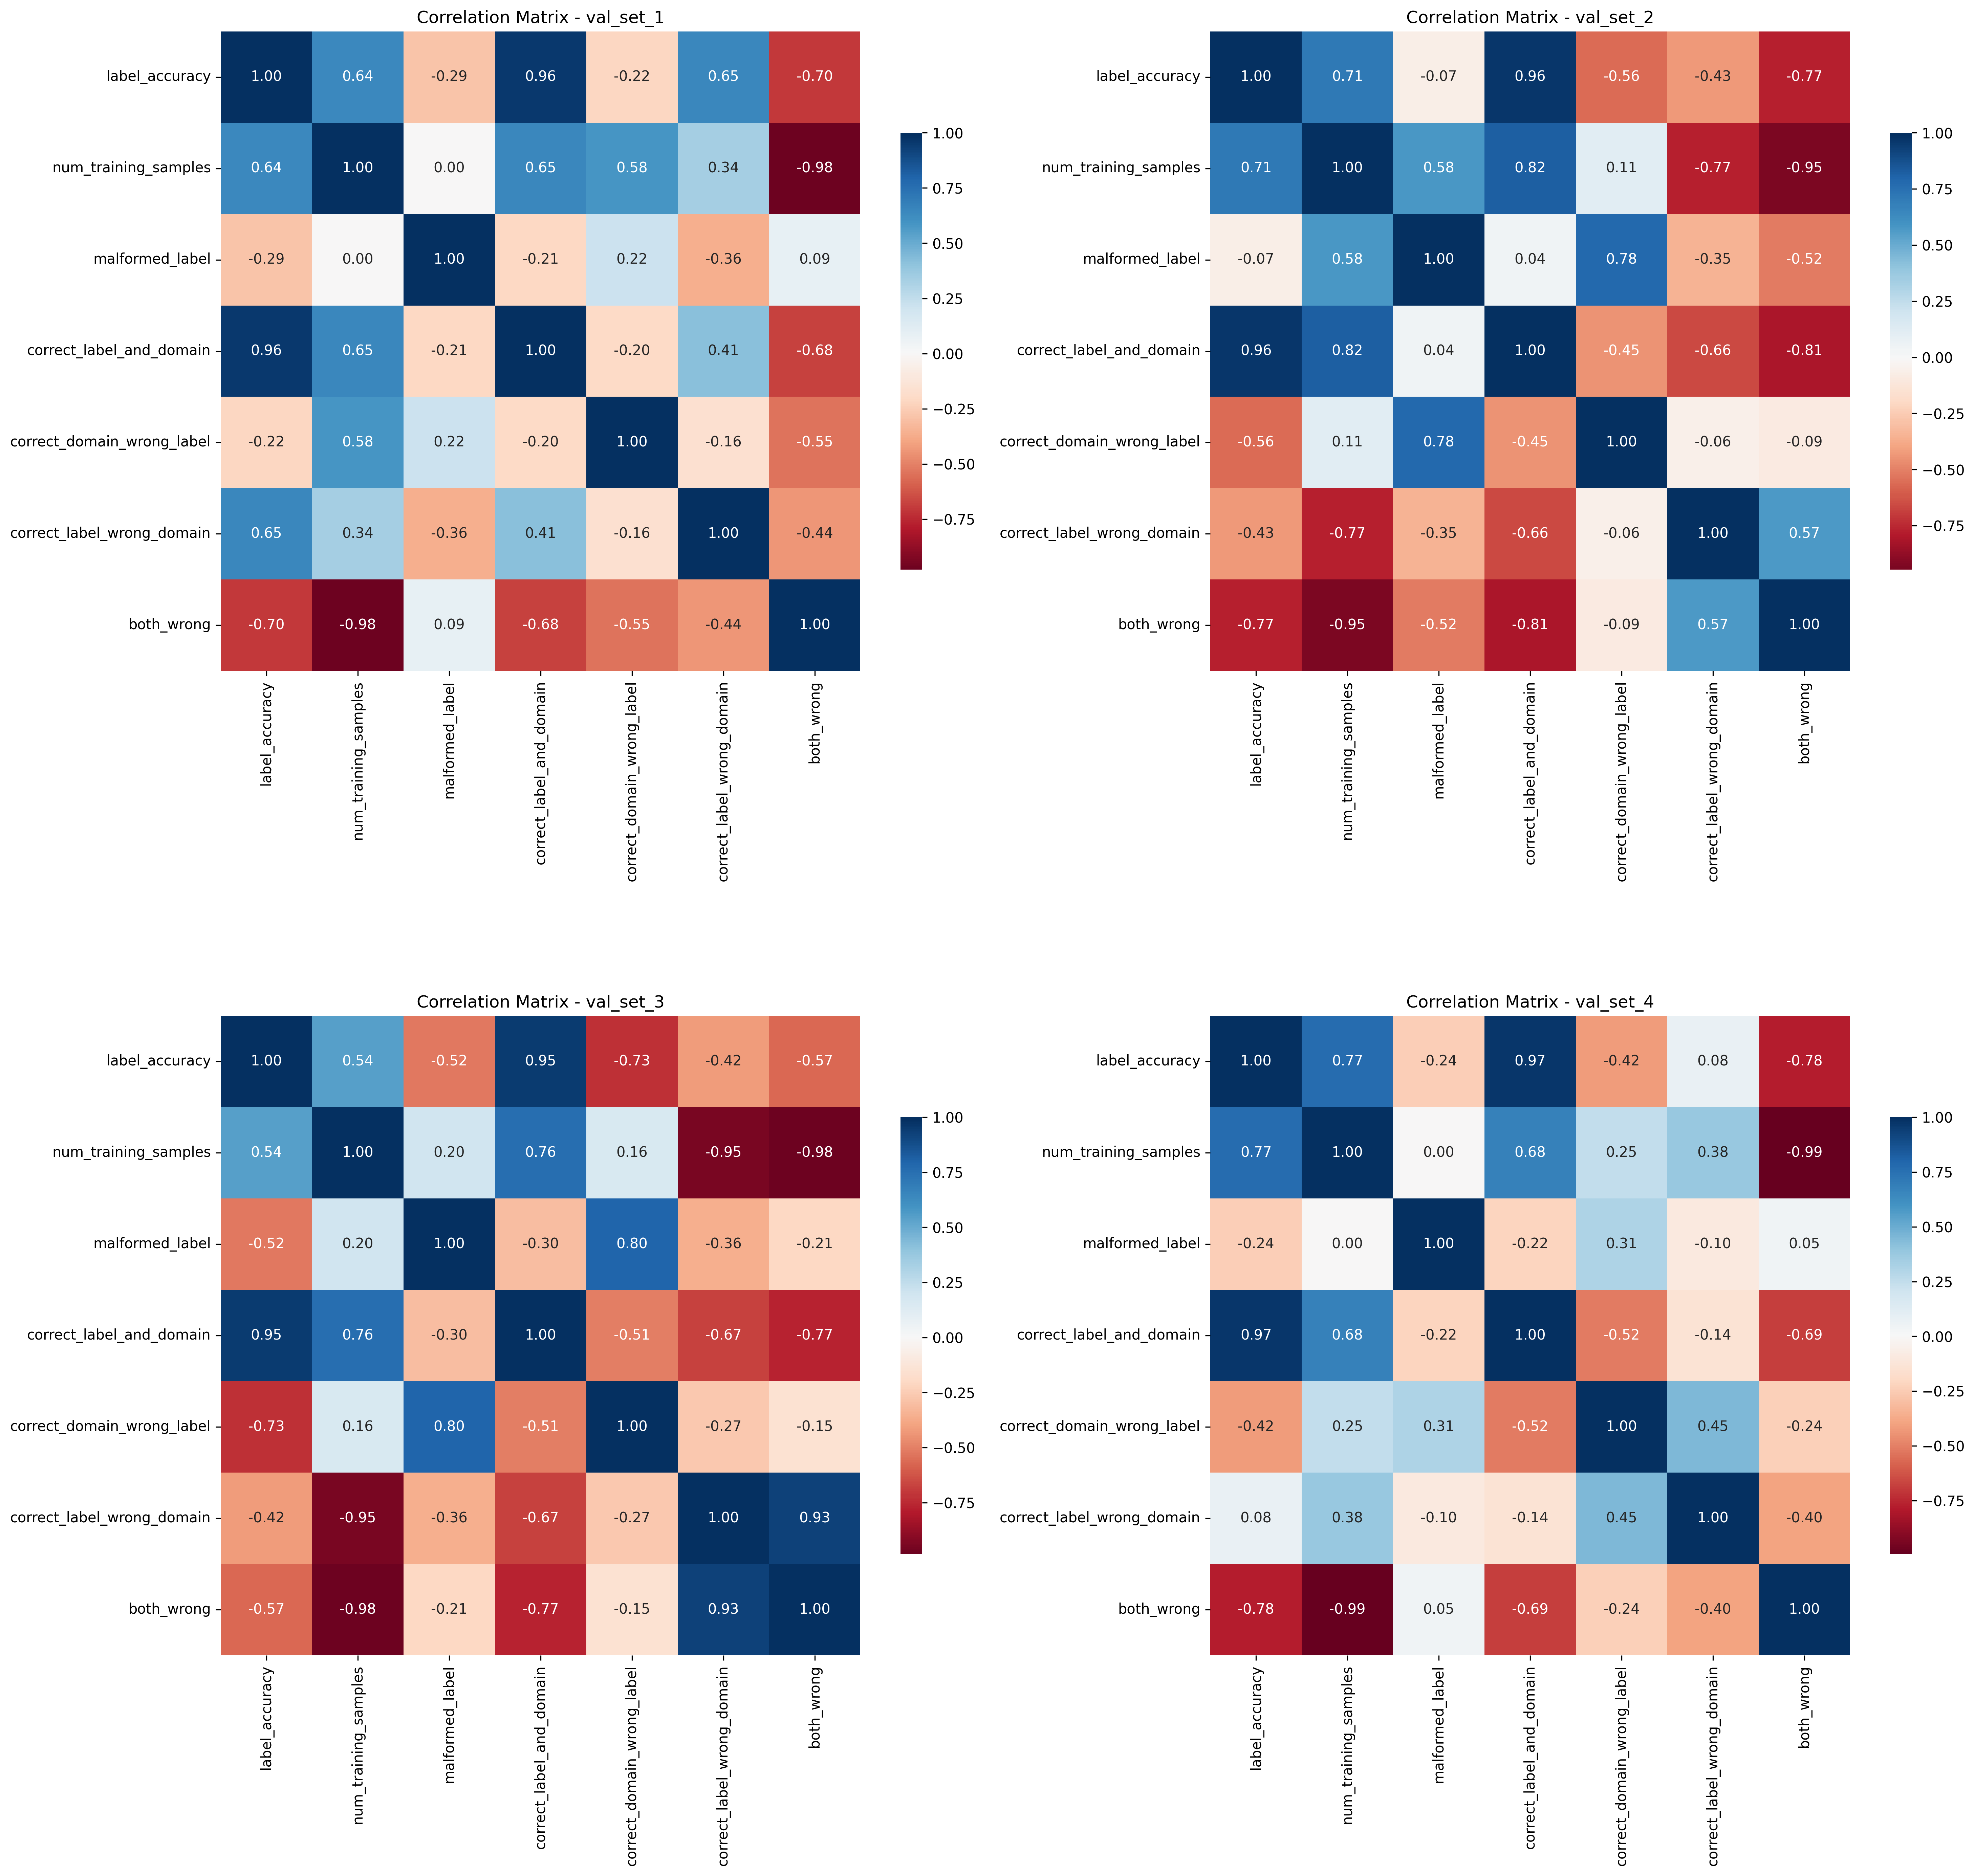 Correlation Matrix - val_set_1
label_accuracy 1.00 0.64 -0.29 0.96 -0.22 0.65 -0.70
num_training_samples 0.64 1.00 0.00 0.65 0.58 0.34 -0.98
malformed_label -0.29 0.00 1.00 -0.21 0.22 -0.36 0.09
correct_label_and_domain 0.96 0.65 -0.21 1.00 -0.20 0.41 -0.68
correct_domain_wrong_label -0.22 0.58 0.22 -0.20 1.00 -0.16 -0.55
correct_label_wrong_domain 0.65 0.34 -0.36 0.41 -0.16 1.00 -0.44
both_wrong -0.70 -0.98 0.09 -0.68 -0.55 -0.44 1.00
label_accuracy
num_training_samples
malformed_label
correct_label_and_domain
correct_domain_wrong_label
correct_label_wrong_domain
both_wrong
1.00
0.75
0.50
0.25
0.00
−0.25
−0.50
−0.75
Correlation Matrix - val_set_2
label_accuracy 1.00 0.71 -0.07 0.96 -0.56 -0.43 -0.77
num_training_samples 0.71 1.00 0.58 0.82 0.11 -0.77 -0.95
malformed_label -0.07 0.58 1.00 0.04 0.78 -0.35 -0.52
correct_label_and_domain 0.96 0.82 0.04 1.00 -0.45 -0.66 -0.81
correct_domain_wrong_label -0.56 0.11 0.78 -0.45 1.00 -0.06 -0.09
correct_label_wrong_domain -0.43 -0.77 -0.35 -0.66 -0.06 1.00 0.57
both_wrong -0.77 -0.95 -0.52 -0.81 -0.09 0.57 1.00
label_accuracy
num_training_samples
malformed_label
correct_label_and_domain
correct_domain_wrong_label
correct_label_wrong_domain
both_wrong
1.00
0.75
0.50
0.25
0.00
−0.25
−0.50
−0.75
Correlation Matrix - val_set_3
label_accuracy 1.00 0.54 -0.52 0.95 -0.73 -0.42 -0.57
num_training_samples 0.54 1.00 0.20 0.76 0.16 -0.95 -0.98
malformed_label -0.52 0.20 1.00 -0.30 0.80 -0.36 -0.21
correct_label_and_domain 0.95 0.76 -0.30 1.00 -0.51 -0.67 -0.77
correct_domain_wrong_label -0.73 0.16 0.80 -0.51 1.00 -0.27 -0.15
correct_label_wrong_domain -0.42 -0.95 -0.36 -0.67 -0.27 1.00 0.93
both_wrong -0.57 -0.98 -0.21 -0.77 -0.15 0.93 1.00
label_accuracy
num_training_samples
malformed_label
correct_label_and_domain
correct_domain_wrong_label
correct_label_wrong_domain
both_wrong
1.00
0.75
0.50
0.25
0.00
−0.25
−0.50
−0.75
Correlation Matrix - val_set_4
label_accuracy 1.00 0.77 -0.24 0.97 -0.42 0.08 -0.78
num_training_samples 0.77 1.00 0.00 0.68 0.25 0.38 -0.99
malformed_label -0.24 0.00 1.00 -0.22 0.31 -0.10 0.05
correct_label_and_domain 0.97 0.68 -0.22 1.00 -0.52 -0.14 -0.69
correct_domain_wrong_label -0.42 0.25 0.31 -0.52 1.00 0.45 -0.24
correct_label_wrong_domain 0.08 0.38 -0.10 -0.14 0.45 1.00 -0.40
both_wrong -0.78 -0.99 0.05 -0.69 -0.24 -0.40 1.00
label_accuracy
num_training_samples
malformed_label
correct_label_and_domain
correct_domain_wrong_label
correct_label_wrong_domain
both_wrong
1.00
0.75
0.50
0.25
0.00
−0.25
−0.50
−0.75